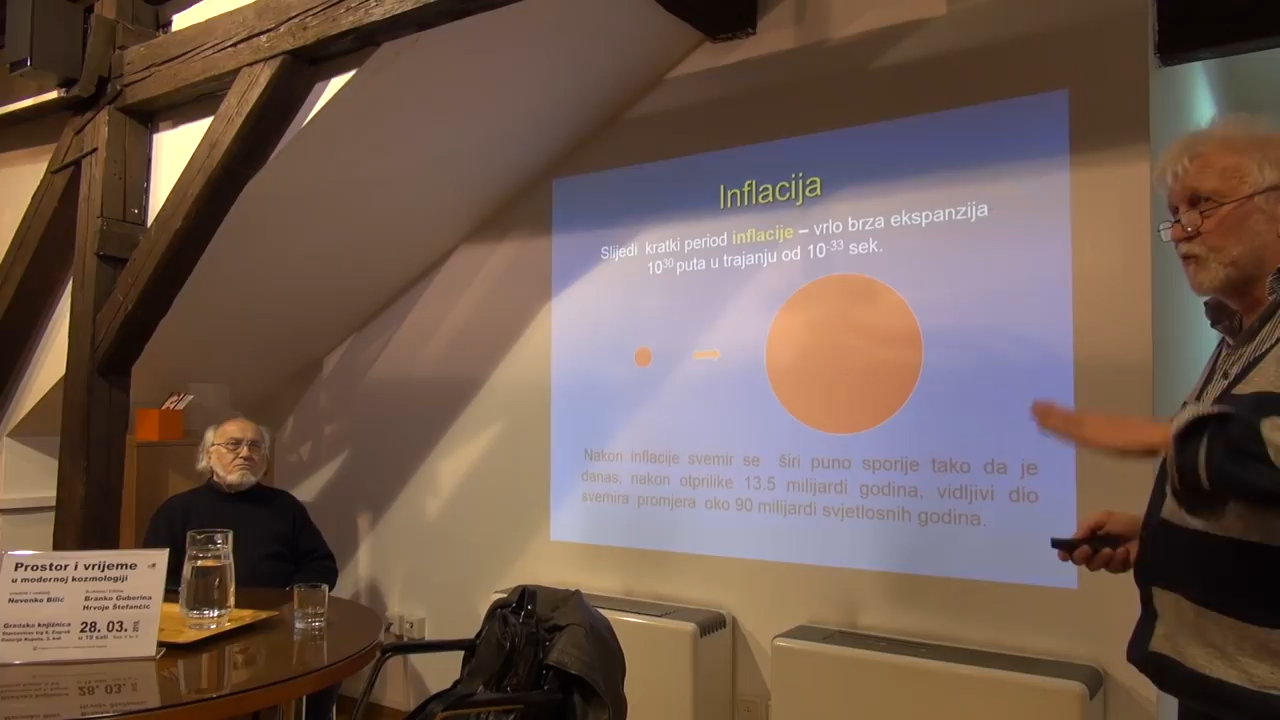 Inflacija
Slijedi kratki period inflacije – vrlo brza ekspanzija
10³⁰ puta u trajanju od 10⁻³³ sek.
Nakon inflacije svemir se širi puno sporije tako da je
danas, nakon otprilike 13.5 milijardi godina, vidljivi dio
svemira promjera oko 90 milijardi svjetlosnih godina.
Prostor i vrijeme
u modernoj kozmologiji
Nevenko Bilić
Branko Guberina
Hrvoje Štefančić
Gradska knjižnica
28. 03.
u 19 sati